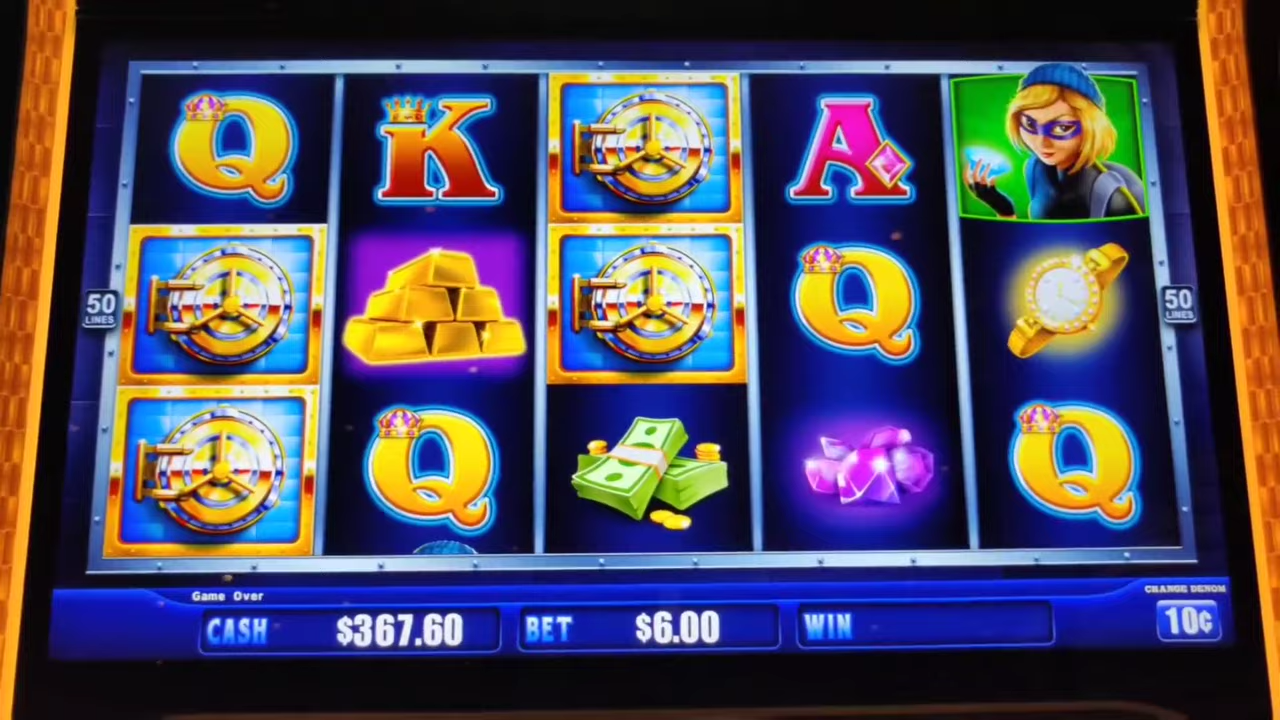 Q K A
Q
Q Q
50 LINES
50 LINES
Game Over
CHANGE DENOM
CASH $367.60 BET $6.00 WIN
10¢